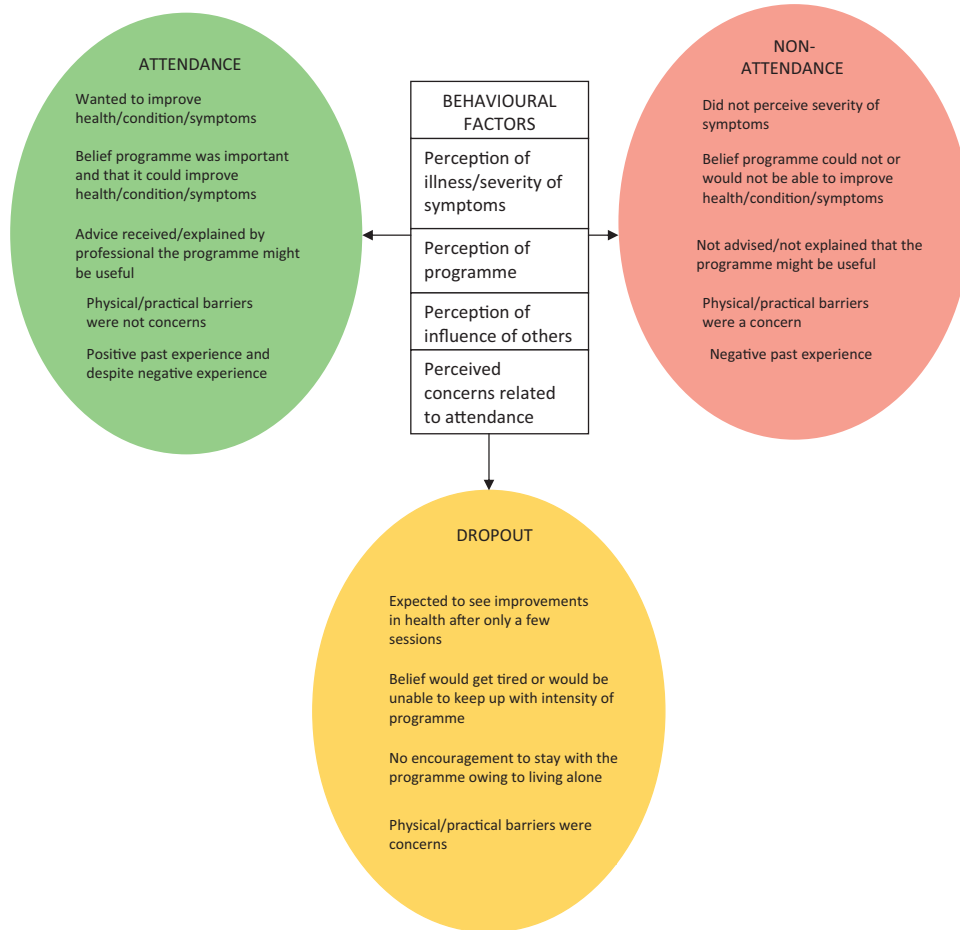 ATTENDANCE
Wanted to improve
health/condition/symptoms
Belief programme was important
and that it could improve
health/condition/symptoms
Advice received/explained by
professional the programme might
be useful
Physical/practical barriers
were not concerns
Positive past experience and
despite negative experience
BEHAVIOURAL
FACTORS
Perception of
illness/severity of
symptoms
Perception of
programme
Perception of
influence of others
Perceived
concerns related
to attendance
NON-
ATTENDANCE
Did not perceive severity of
symptoms
Belief programme could not or
would not be able to improve
health/condition/symptoms
Not advised/not explained that the
programme might be useful
Physical/practical barriers
were a concern
Negative past experience
DROPOUT
Expected to see improvements
in health after only a few
sessions
Belief would get tired or would be
unable to keep up with intensity of
programme
No encouragement to stay with the
programme owing to living alone
Physical/practical barriers were
concerns